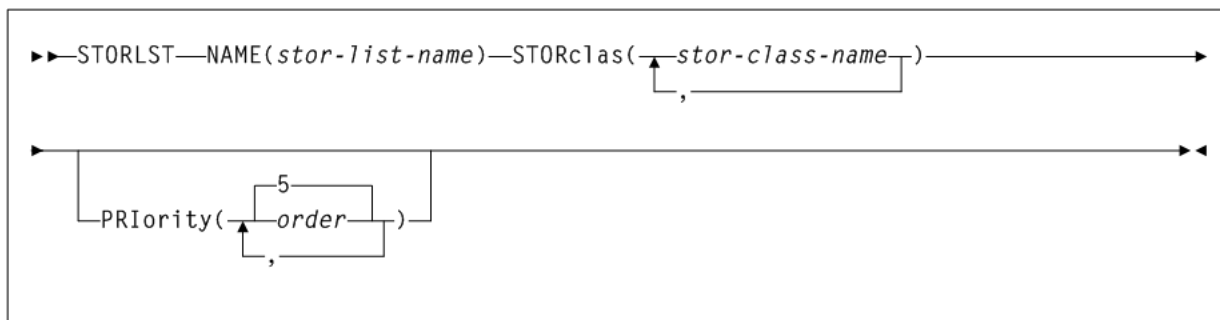 STORLST NAME(stor-list-name) STORclas( stor-class-name )
,
5
PRIority( order )
,